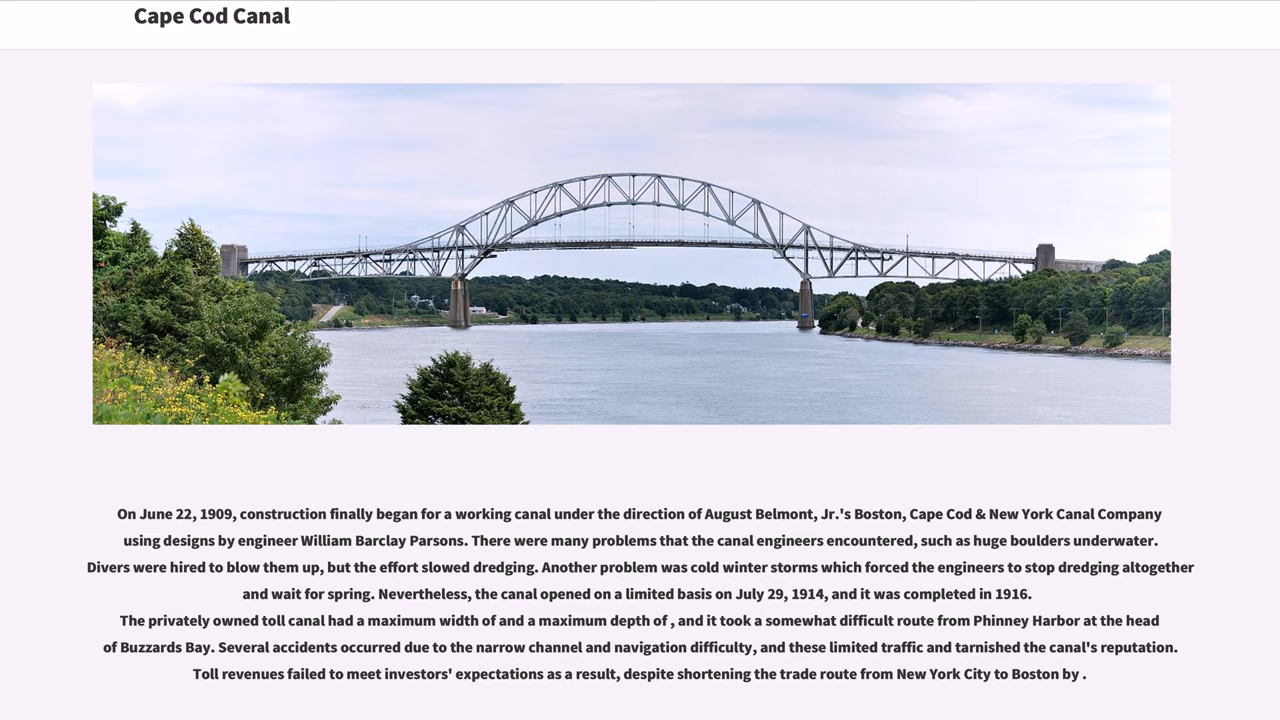 Cape Cod Canal
On June 22, 1909, construction finally began for a working canal under the direction of August Belmont, Jr.'s Boston, Cape Cod & New York Canal Company
using designs by engineer William Barclay Parsons. There were many problems that the canal engineers encountered, such as huge boulders underwater.
Divers were hired to blow them up, but the effort slowed dredging. Another problem was cold winter storms which forced the engineers to stop dredging altogether
and wait for spring. Nevertheless, the canal opened on a limited basis on July 29, 1914, and it was completed in 1916.
The privately owned toll canal had a maximum width of and a maximum depth of , and it took a somewhat difficult route from Phinney Harbor at the head
of Buzzards Bay. Several accidents occurred due to the narrow channel and navigation difficulty, and these limited traffic and tarnished the canal's reputation.
Toll revenues failed to meet investors' expectations as a result, despite shortening the trade route from New York City to Boston by .